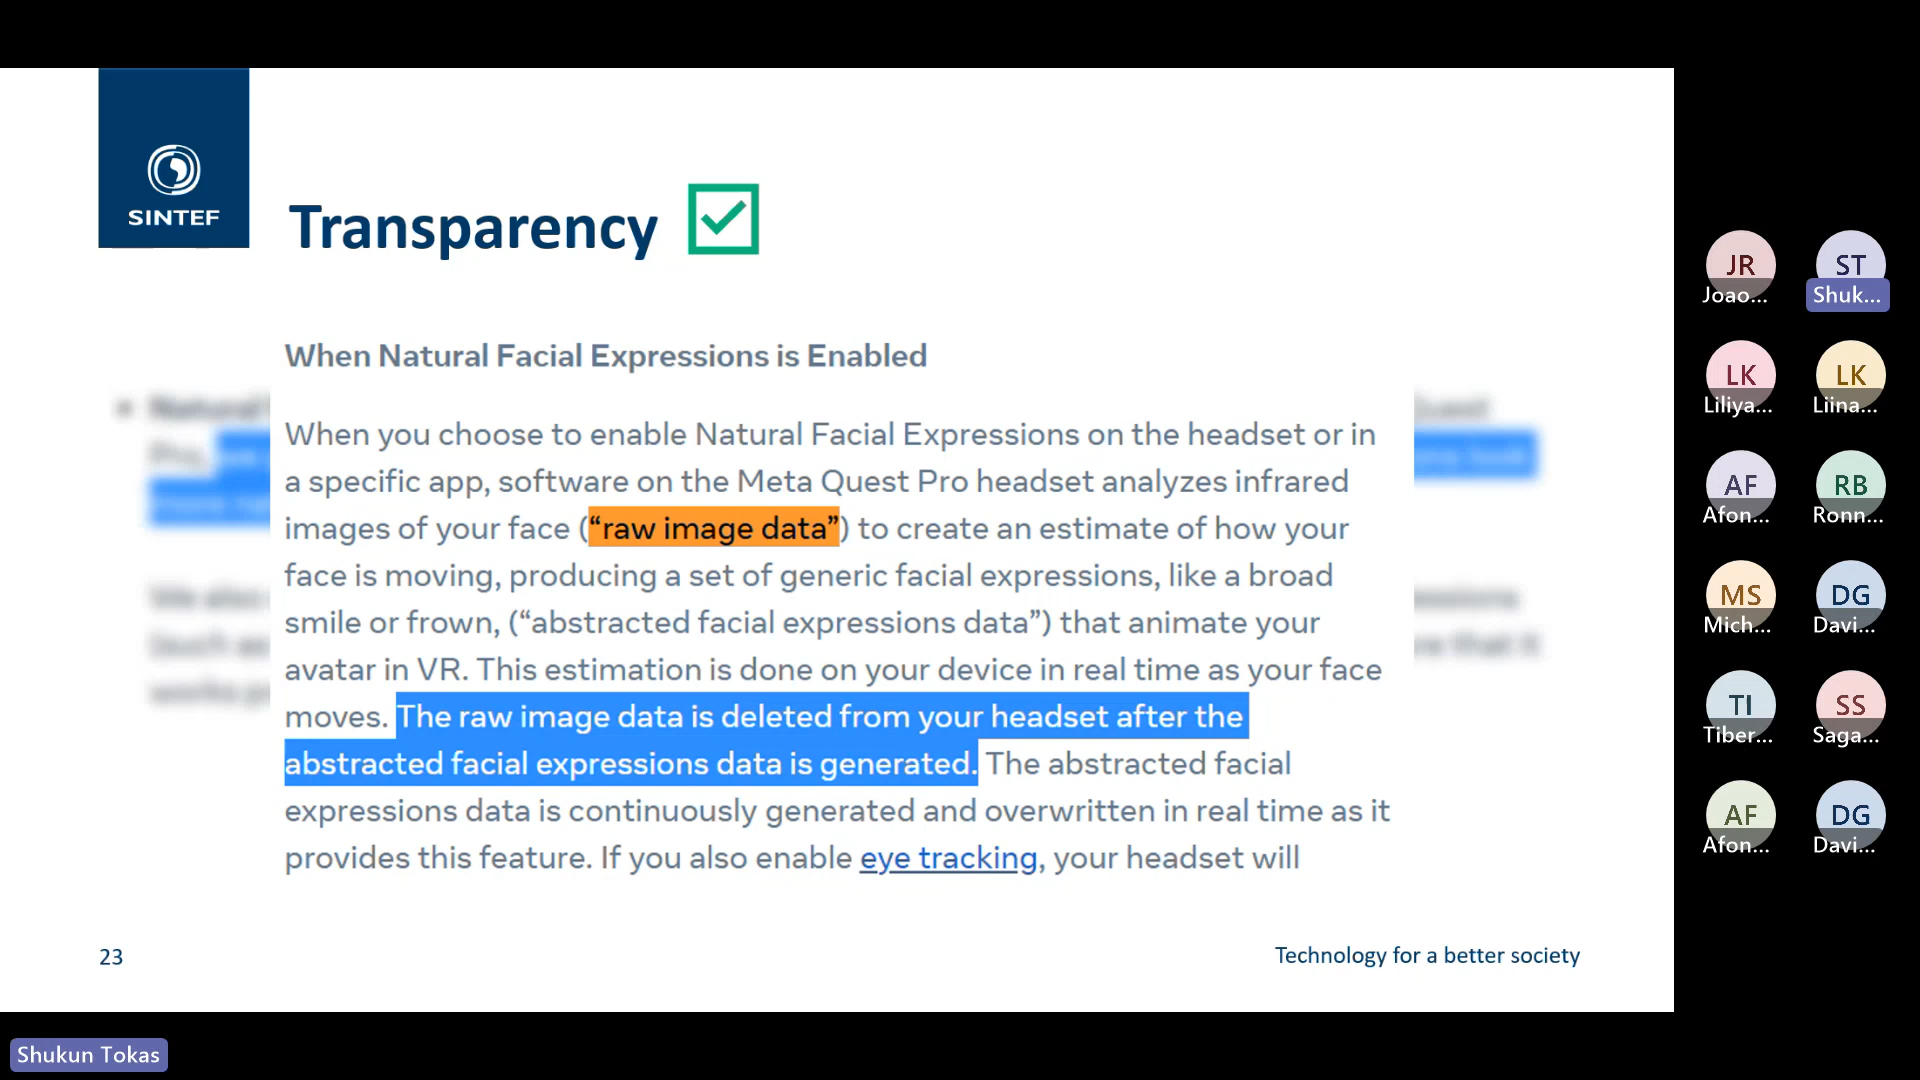 SINTEF
Transparency
When Natural Facial Expressions is Enabled
When you choose to enable Natural Facial Expressions on the headset or in
a specific app, software on the Meta Quest Pro headset analyzes infrared
images of your face (“raw image data”) to create an estimate of how your
face is moving, producing a set of generic facial expressions, like a broad
smile or frown, (“abstracted facial expressions data”) that animate your
avatar in VR. This estimation is done on your device in real time as your face
moves. The raw image data is deleted from your headset after the
abstracted facial expressions data is generated. The abstracted facial
expressions data is continuously generated and overwritten in real time as it
provides this feature. If you also enable eye tracking, your headset will
23
Technology for a better society
JR
Joao...
ST
Shuk...
LK
Liliya...
LK
Liina...
AF
Afon...
RB
Ronn...
MS
Mich...
DG
Davi...
TI
Tiber...
SS
Saga...
AF
Afon...
DG
Davi...
Shukun Tokas